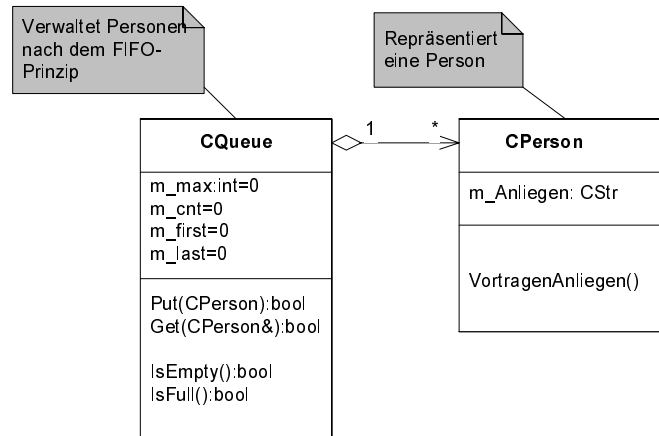 Verwaltet Personen
nach dem FIFO-
Prinzip
Repräsentiert
eine Person
CQueue
1
*
CPerson
m_max:int=0
m_cnt=0
m_first=0
m_last=0
m_Anliegen: CStr
Put(CPerson):bool
Get(CPerson&):bool
IsEmpty():bool
IsFull():bool
VortragenAnliegen()